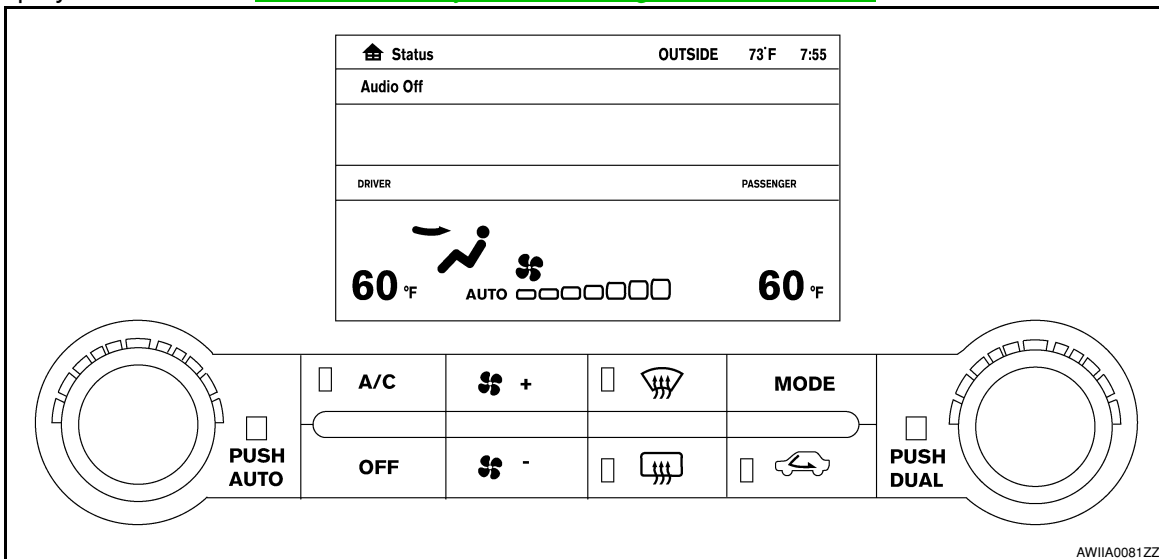 Status OUTSIDE 73°F 7:55
Audio Off
DRIVER PASSENGER
60 °F AUTO 60 °F
A/C + MODE
PUSH AUTO OFF - PUSH DUAL
AWIIA0081ZZ